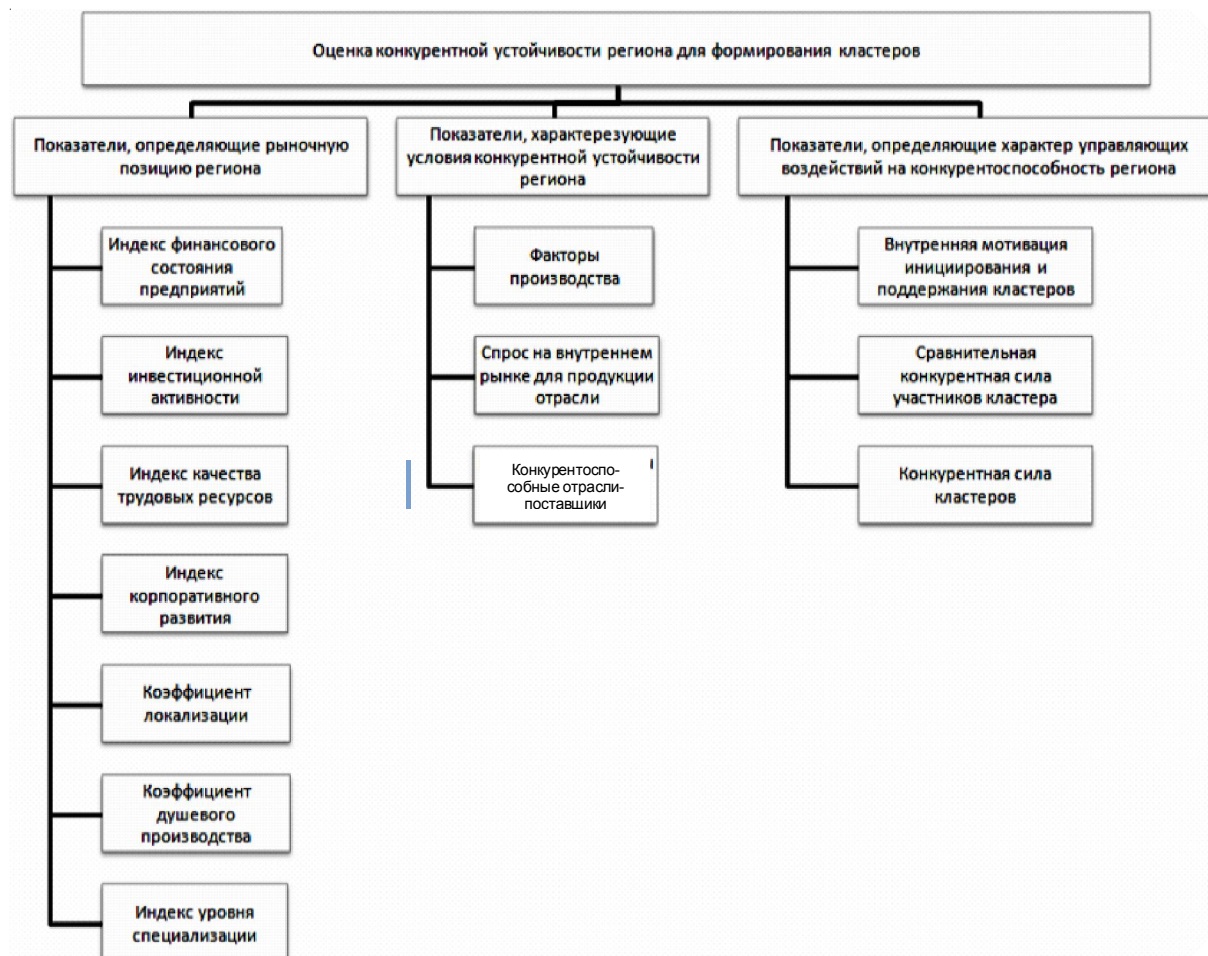 Оценка конкурентной устойчивости региона для формирования кластеров
Показатели, определяющие рыночную
позицию региона
Индекс финансового
состояния
предприятий
Индекс
инвестиционной
активности
Индекс качества
трудовых ресурсов
Индекс
корпоративного
развития
Коэффициент
локализации
Коэффициент
душевого
производства
Индекс уровня
специализации
Показатели, характерезующие
условия конкурентной устойчивости
региона
Факторы
производства
Спрос на внутреннем
рынке для продукции
отрасли
Конкурентоспо-
собные отрасли-
поставщики
Показатели, определяющие характер управляющих
воздействий на конкурентоспособность региона
Внутренняя мотивация
инициирования и
поддержания кластеров
Сравнительная
конкурентная сила
участников кластера
Конкурентная сила
кластеров